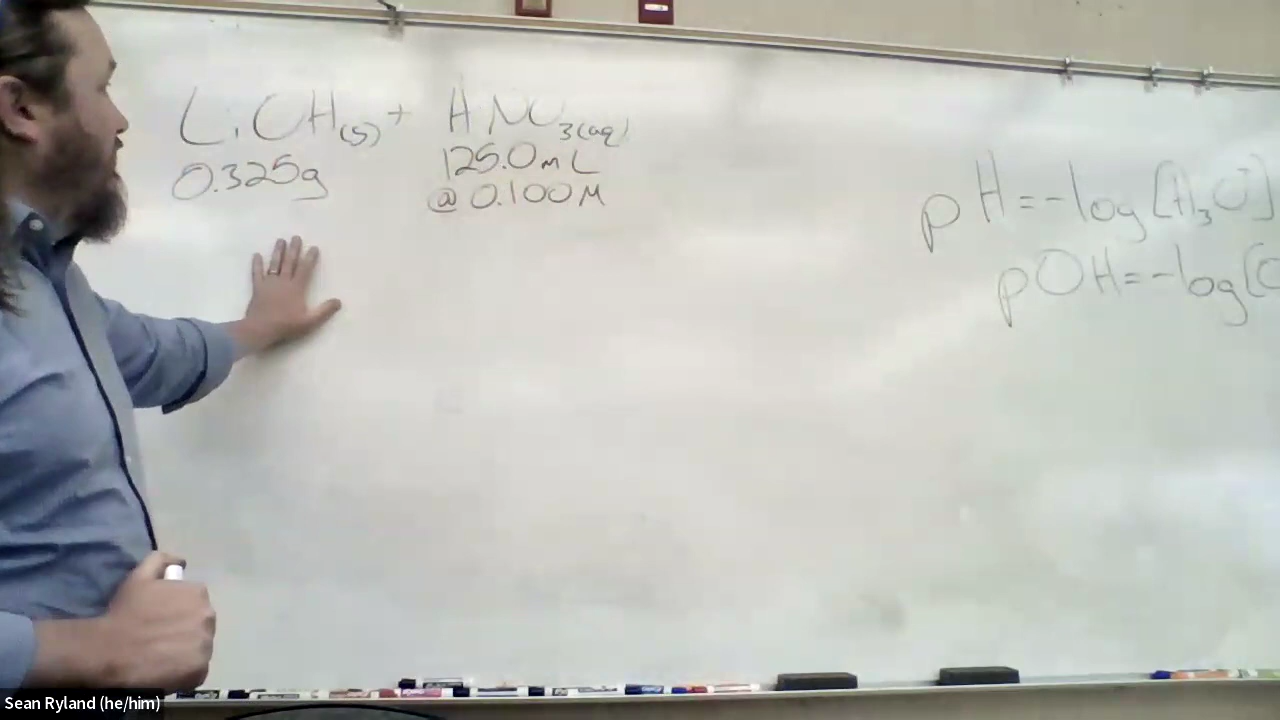 LiOH(s) + HNO₃(aq)
0.325g 125.0mL
@ 0.100M
pH = -log[H₃O]
pOH = -log[O
Sean Ryland (he/him)